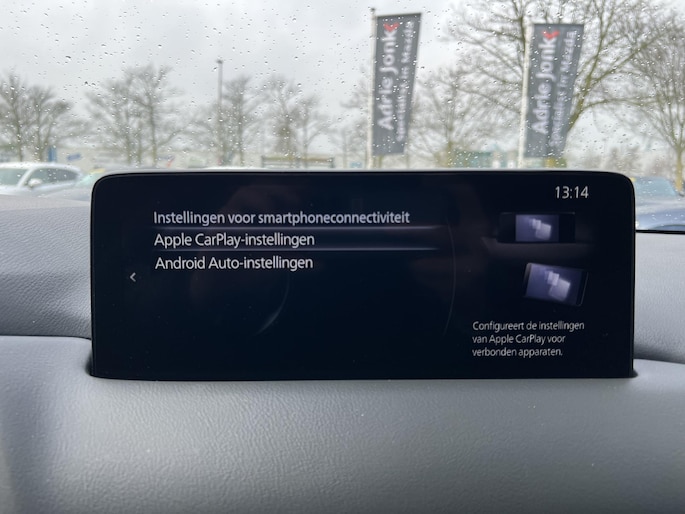 Adrie Jonk
Adrie Jonk
13:14
Instellingen voor smartphoneconnectiviteit
Apple CarPlay-instellingen
Android Auto-instellingen
Configureert de instellingen
van Apple CarPlay voor
verbonden apparaten.